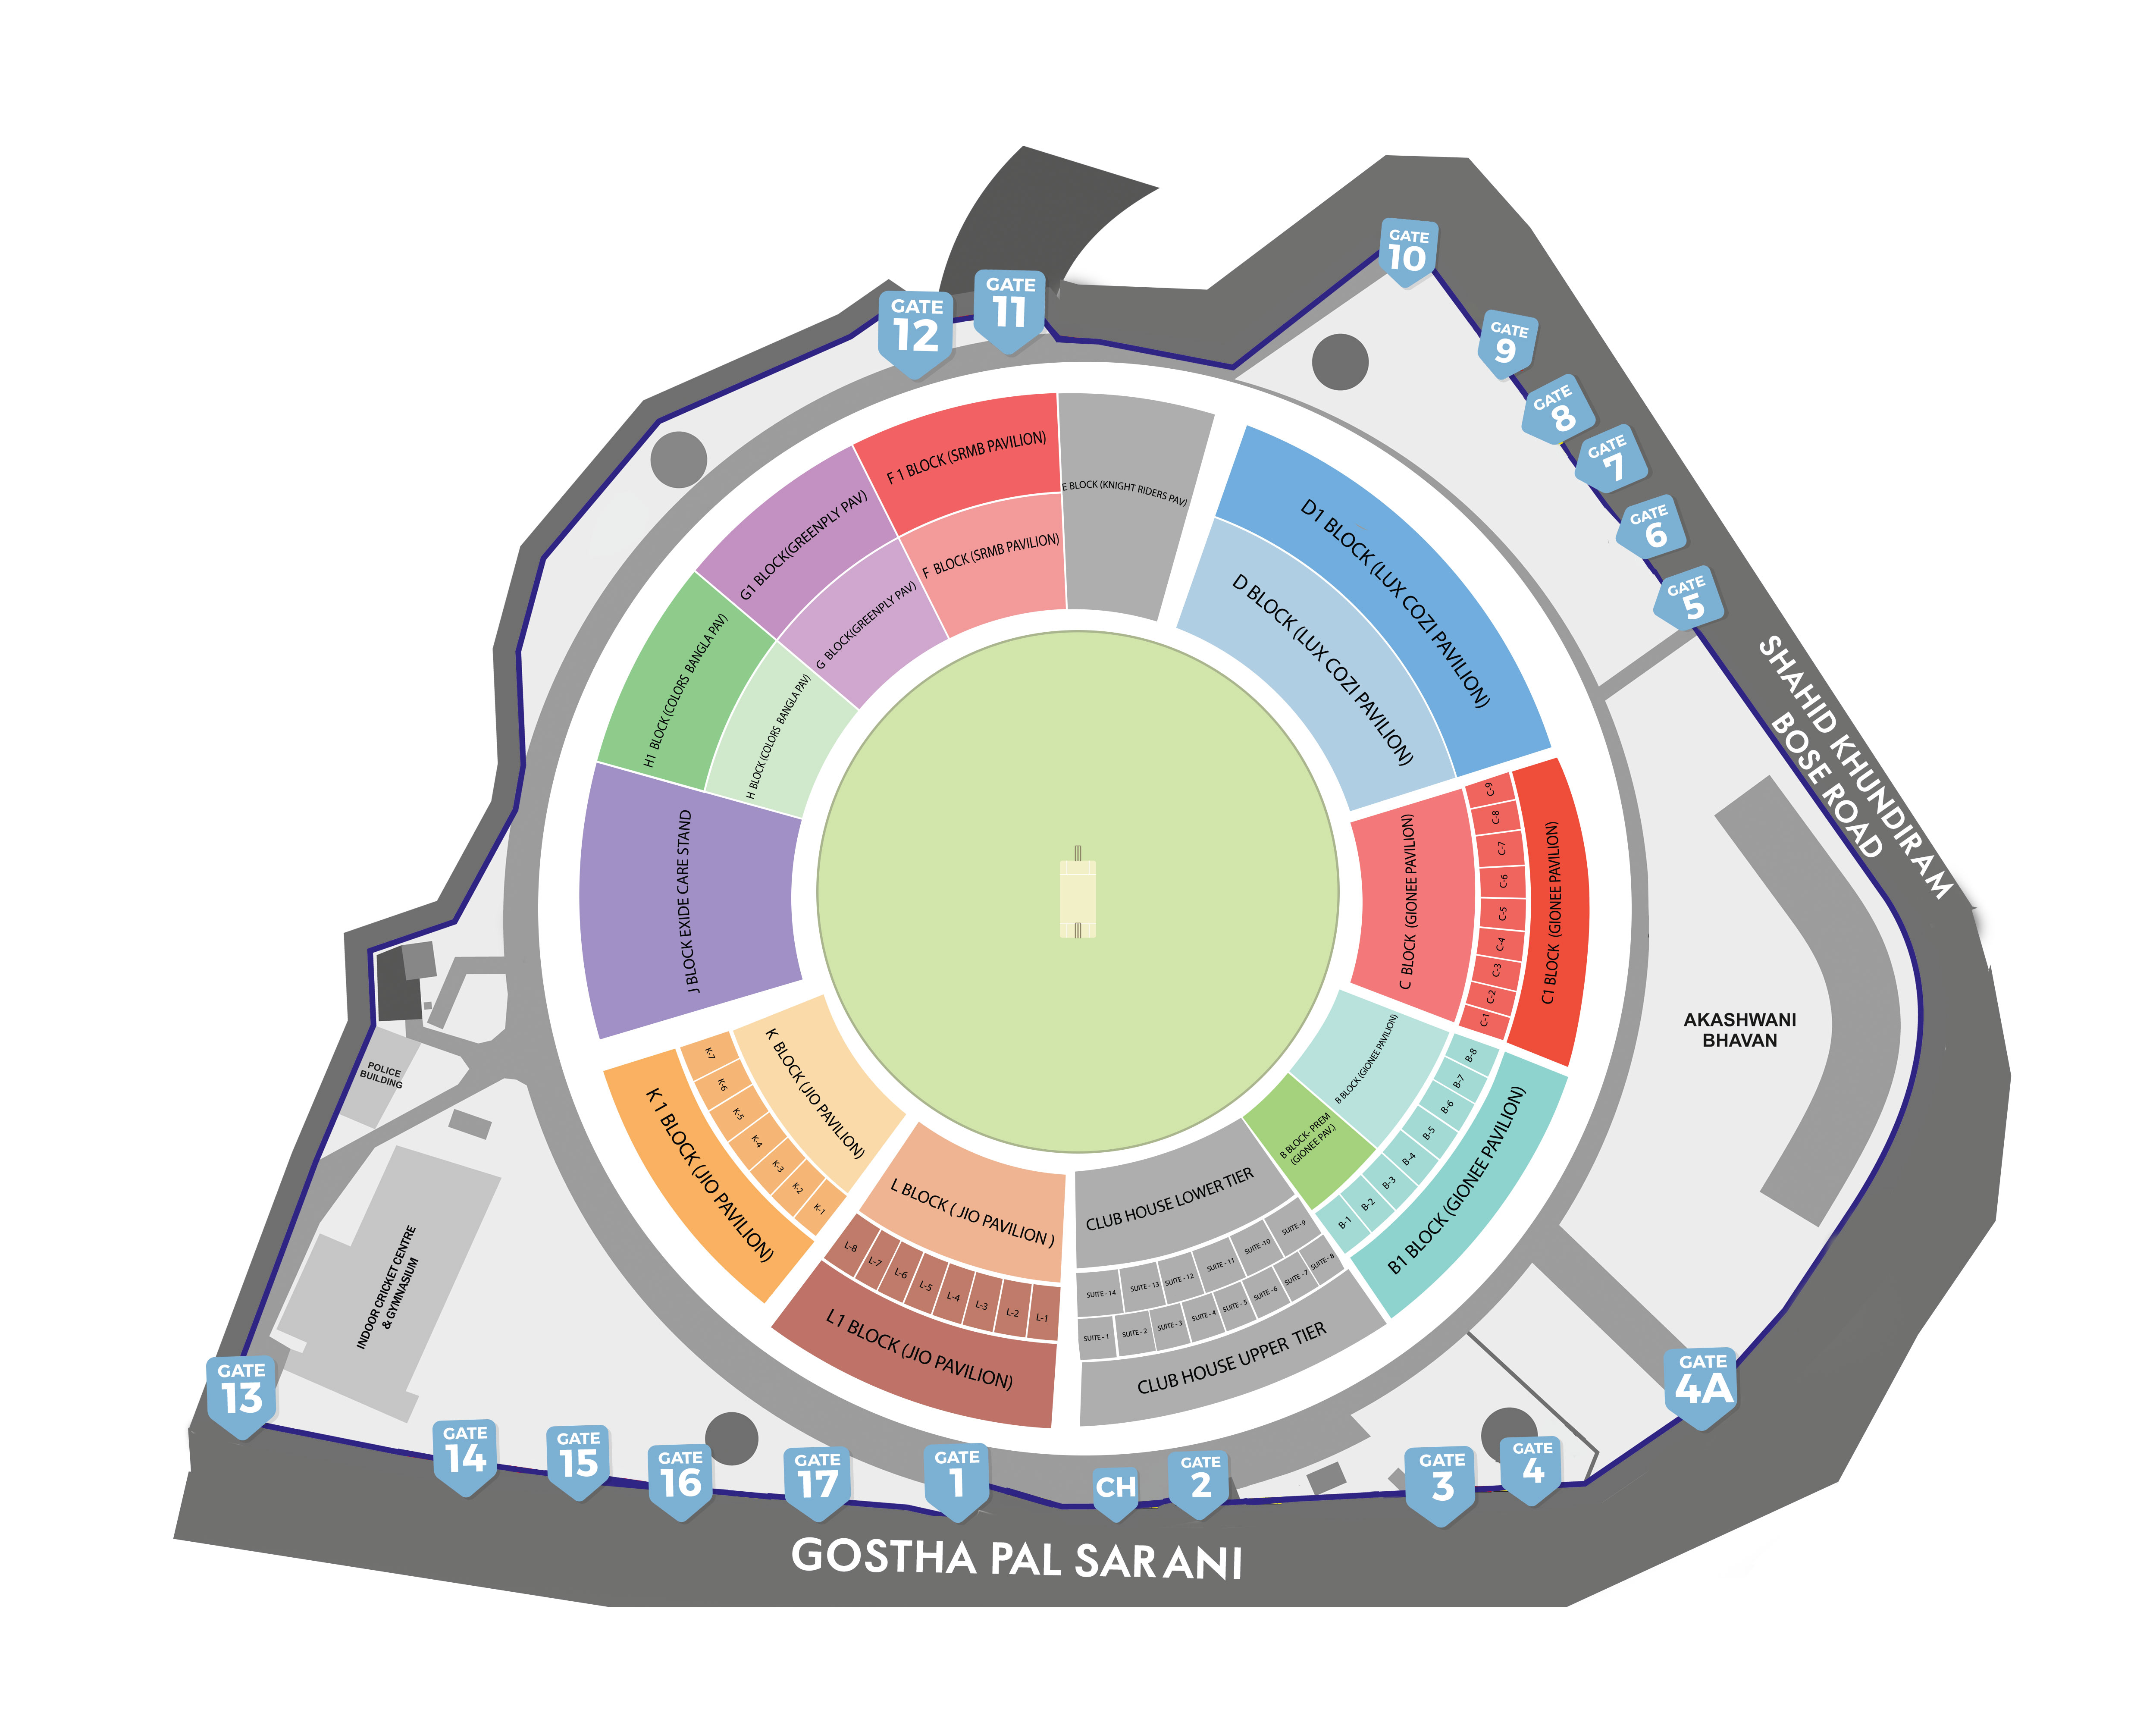 GATE
10
GATE
11
GATE
12
GATE
9
GATE
8
GATE
7
GATE
6
GATE
5
SHAHID KHUNDIRAM
BOSE ROAD
F 1 BLOCK (SRMB PAVILION)
F BLOCK (SRMB PAVILION)
E BLOCK (KNIGHT RIDERS PAV)
D1 BLOCK (LUX COZI PAVILION)
D BLOCK (LUX COZI PAVILION)
G1 BLOCK(GREENPLY PAV)
G BLOCK(GREENPLY PAV)
H1 BLOCK (COLORS BANGLA PAV)
H BLOCK (COLORS BANGLA PAV)
J BLOCK EXIDE CARE STAND
C BLOCK (GIONEE PAVILION)
C-9
C-8
C-7
C-6
C-5
C-4
C-3
C-2
C-1
C1 BLOCK (GIONEE PAVILION)
AKASHWANI
BHAVAN
B BLOCK (GIONEE PAVILION)
B BLOCK- PREM
(GIONEE PAV.)
B-8
B-7
B-6
B-5
B-4
B-3
B-2
B-1
B1 BLOCK (GIONEE PAVILION)
K BLOCK (JIO PAVILION)
K-7
K-6
K-5
K-4
K-3
K-2
K-1
K 1 BLOCK (JIO PAVILION)
L BLOCK ( JIO PAVILION )
L-8
L-7
L-6
L-5
L-4
L-3
L-2
L-1
L1 BLOCK (JIO PAVILION)
CLUB HOUSE LOWER TIER
SUITE - 14
SUITE - 13
SUITE - 12
SUITE - 11
SUITE -10
SUITE - 9
SUITE - 1
SUITE - 2
SUITE - 3
SUITE - 4
SUITE - 5
SUITE - 6
SUITE - 7
SUITE - 8
CLUB HOUSE UPPER TIER
POLICE
BUILDING
INDOOR CRICKET CENTRE
& GYMNASIUM
GATE
13
GATE
14
GATE
15
GATE
16
GATE
17
GATE
1
CH
GATE
2
GATE
3
GATE
4
GATE
4A
GOSTHA PAL SARANI